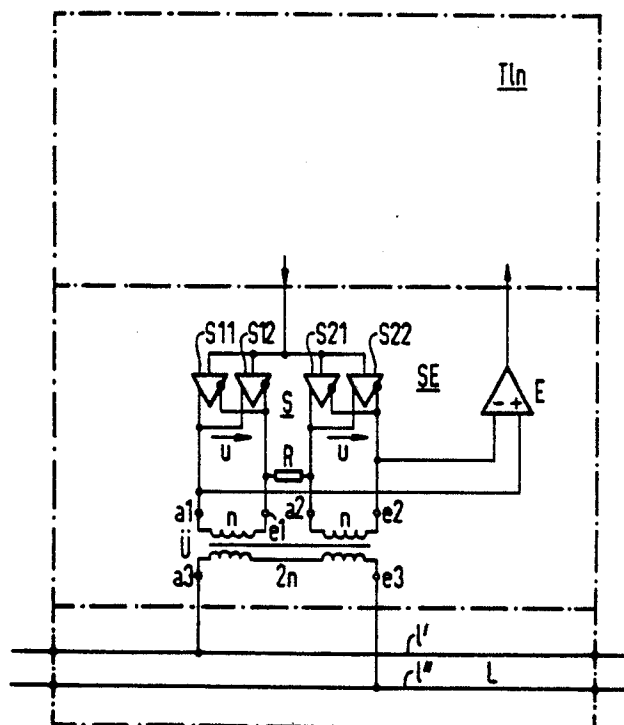 Tln
S11 S12 S21 S22
SE
S
E
- +
u R u
a1 n e1 a2 n e2
Ü
a3 2n e3
l'
l" L